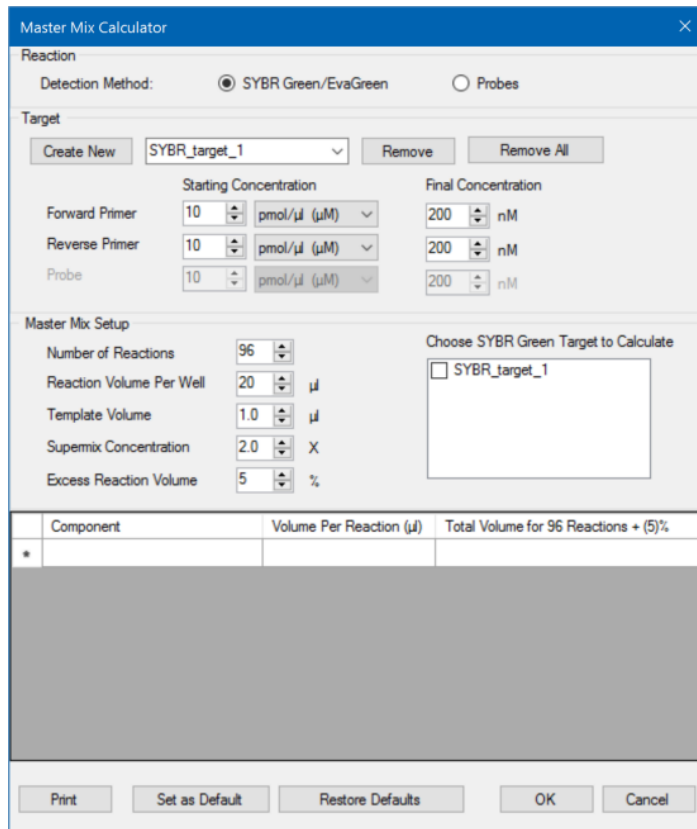 Master Mix Calculator
Reaction
Detection Method: SYBR Green/EvaGreen Probes
Target
Create New SYBR_target_1 Remove Remove All
Starting Concentration Final Concentration
Forward Primer 10 pmol/µl (µM) 200 nM
Reverse Primer 10 pmol/µl (µM) 200 nM
Probe 10 pmol/µl (µM) 200 nM
Master Mix Setup
Number of Reactions 96
Reaction Volume Per Well 20 µl
Template Volume 1.0 µl
Supermix Concentration 2.0 X
Excess Reaction Volume 5 %
Choose SYBR Green Target to Calculate
SYBR_target_1
Component Volume Per Reaction (µl) Total Volume for 96 Reactions + (5)%
*
Print Set as Default Restore Defaults OK Cancel